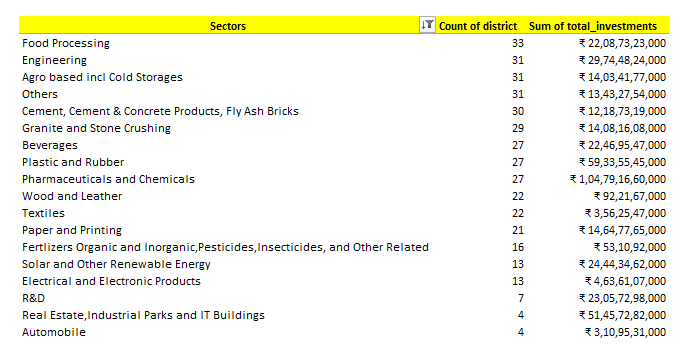 Sectors Count of district Sum of total_investments
Food Processing 33 ₹ 22,08,73,23,000
Engineering 31 ₹ 29,74,48,24,000
Agro based incl Cold Storages 31 ₹ 14,03,41,77,000
Others 31 ₹ 13,43,27,54,000
Cement, Cement & Concrete Products, Fly Ash Bricks 30 ₹ 12,18,73,19,000
Granite and Stone Crushing 29 ₹ 14,08,16,08,000
Beverages 27 ₹ 22,46,95,47,000
Plastic and Rubber 27 ₹ 59,33,55,45,000
Pharmaceuticals and Chemicals 27 ₹ 1,04,79,16,60,000
Wood and Leather 22 ₹ 92,21,67,000
Textiles 22 ₹ 3,56,25,47,000
Paper and Printing 21 ₹ 14,64,77,65,000
Fertlizers Organic and Inorganic,Pesticides,Insecticides, and Other Related 16 ₹ 53,10,92,000
Solar and Other Renewable Energy 13 ₹ 24,44,34,62,000
Electrical and Electronic Products 13 ₹ 4,63,61,07,000
R&D 7 ₹ 23,05,72,98,000
Real Estate,Industrial Parks and IT Buildings 4 ₹ 51,45,72,82,000
Automobile 4 ₹ 3,10,95,31,000